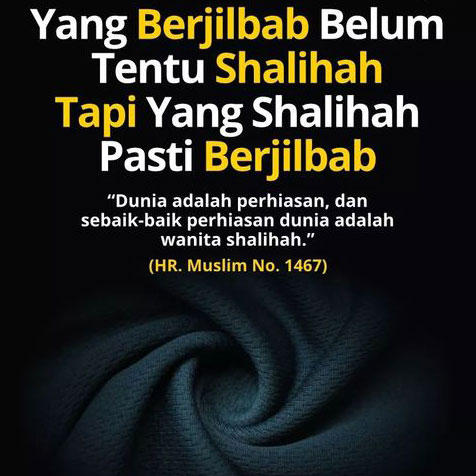 Yang Berjilbab Belum
Tentu Shalihah
Tapi Yang Shalihah
Pasti Berjilbab
“Dunia adalah perhiasan, dan
sebaik-baik perhiasan dunia adalah
wanita shalihah.”
(HR. Muslim No. 1467)